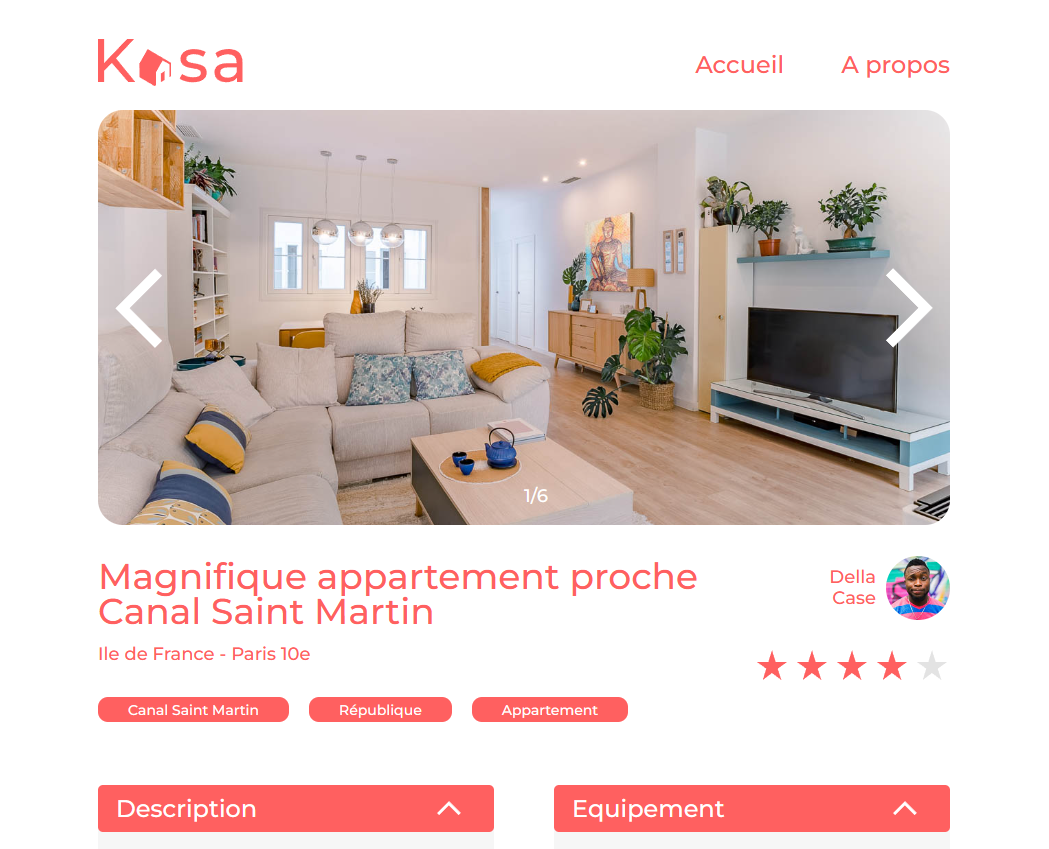 Kasa
Accueil
A propos
1/6
Magnifique appartement proche
Canal Saint Martin
Della
Case
Ile de France - Paris 10e
Canal Saint Martin
République
Appartement
Description
Equipement